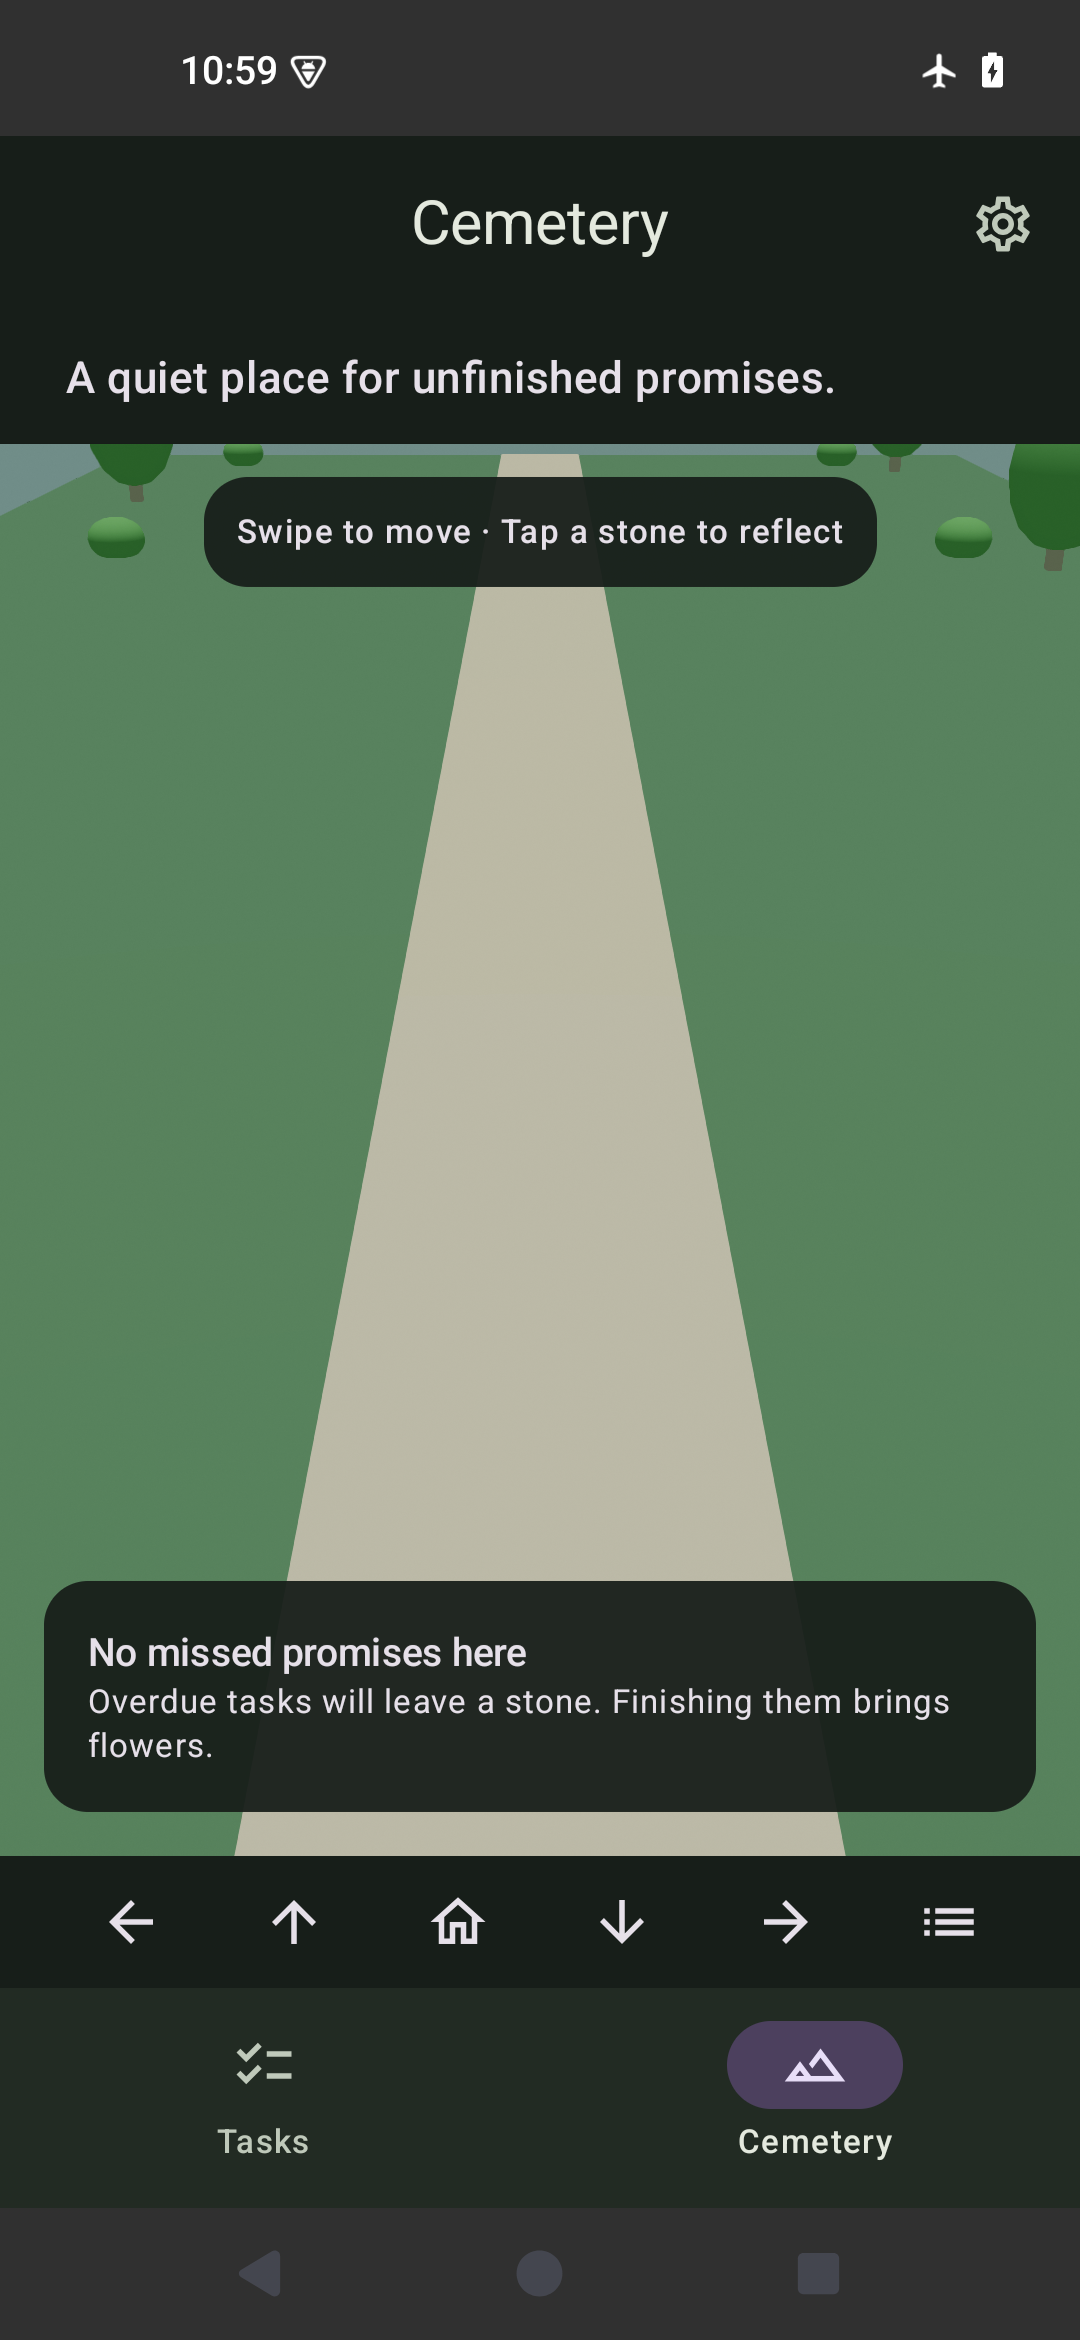 10:59
Cemetery
A quiet place for unfinished promises.
Swipe to move · Tap a stone to reflect
No missed promises here
Overdue tasks will leave a stone. Finishing them brings
flowers.
Tasks
Cemetery